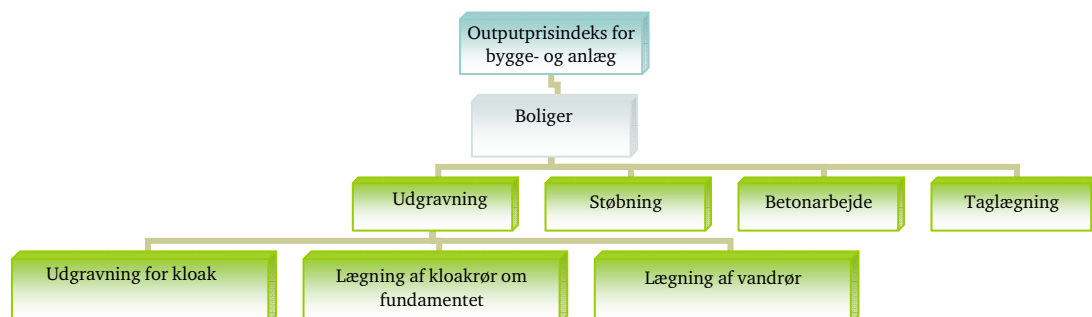 Outputprisindeks for
bygge- og anlæg
Boliger
Udgravning
Støbning
Betonarbejde
Taglægning
Udgravning for kloak
Lægning af kloakrør om
fundamentet
Lægning af vandrør